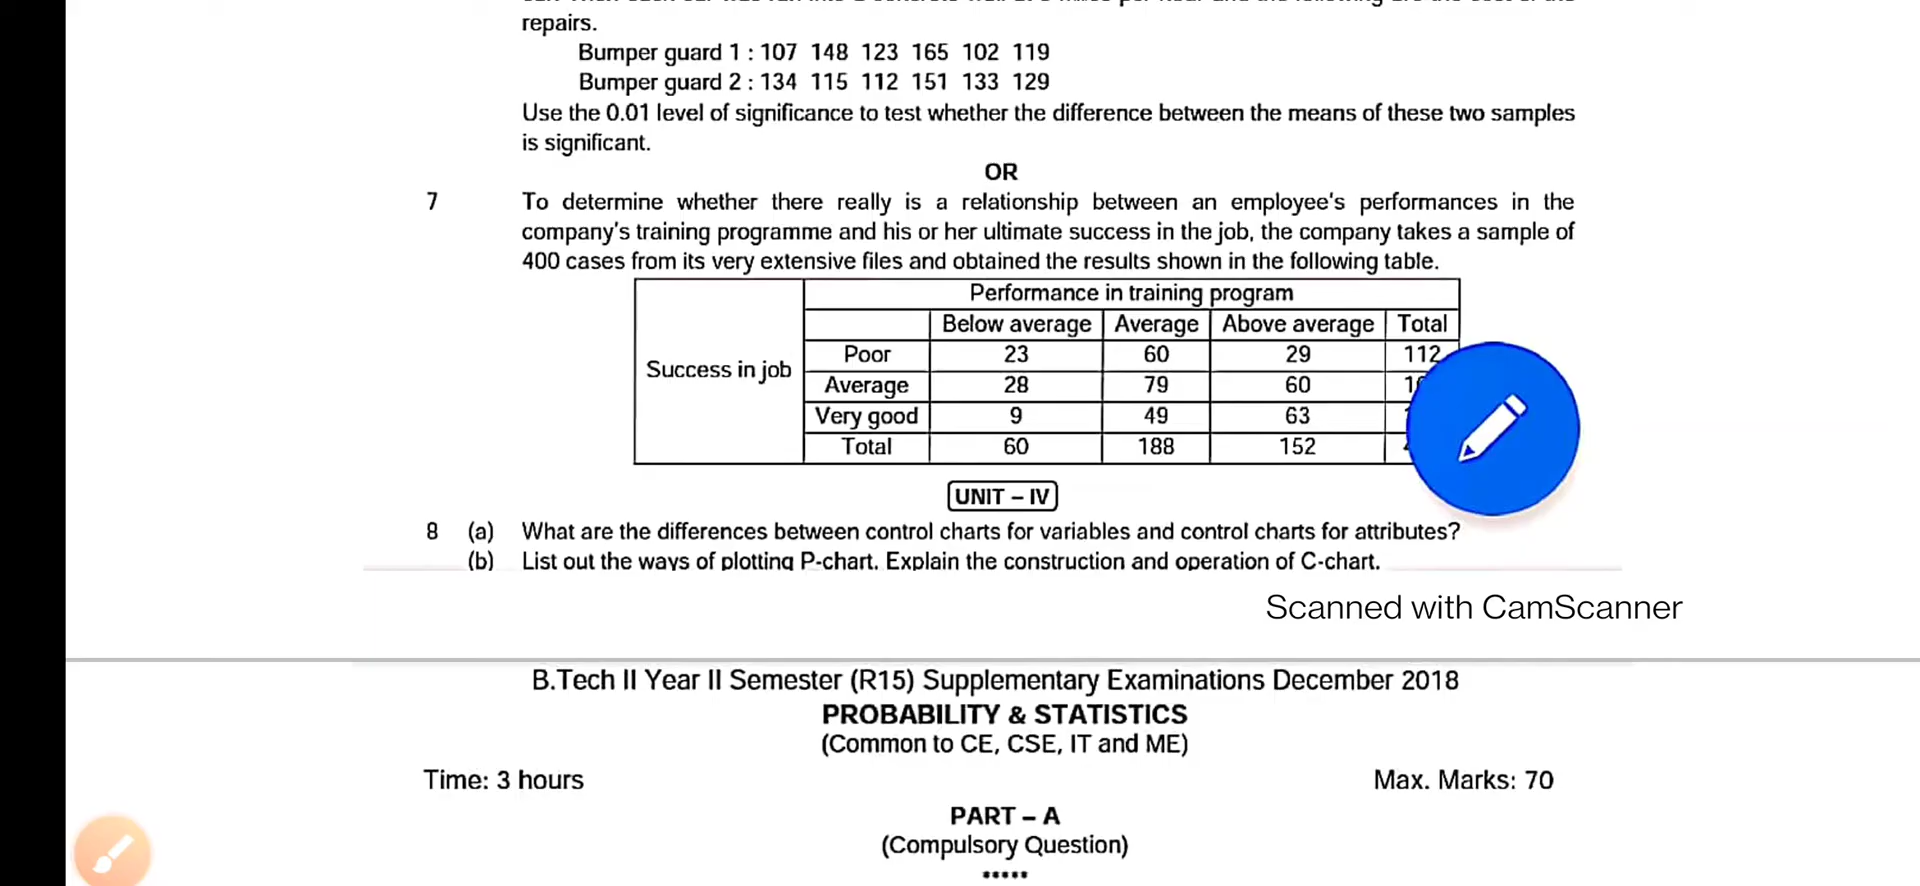 repairs.
Bumper guard 1 : 107 148 123 165 102 119
Bumper guard 2 : 134 115 112 151 133 129
Use the 0.01 level of significance to test whether the difference between the means of these two samples
is significant.
OR
7 To determine whether there really is a relationship between an employee's performances in the
company's training programme and his or her ultimate success in the job, the company takes a sample of
400 cases from its very extensive files and obtained the results shown in the following table.
Performance in training program
Below average Average Above average Total
Poor 23 60 29 112
Success in job
Average 28 79 60
Very good 9 49 63
Total 60 188 152
UNIT – IV
8 (a) What are the differences between control charts for variables and control charts for attributes?
(b) List out the ways of plotting P-chart. Explain the construction and operation of C-chart.
Scanned with CamScanner
B.Tech II Year II Semester (R15) Supplementary Examinations December 2018
PROBABILITY & STATISTICS
(Common to CE, CSE, IT and ME)
Time: 3 hours Max. Marks: 70
PART – A
(Compulsory Question)
*****